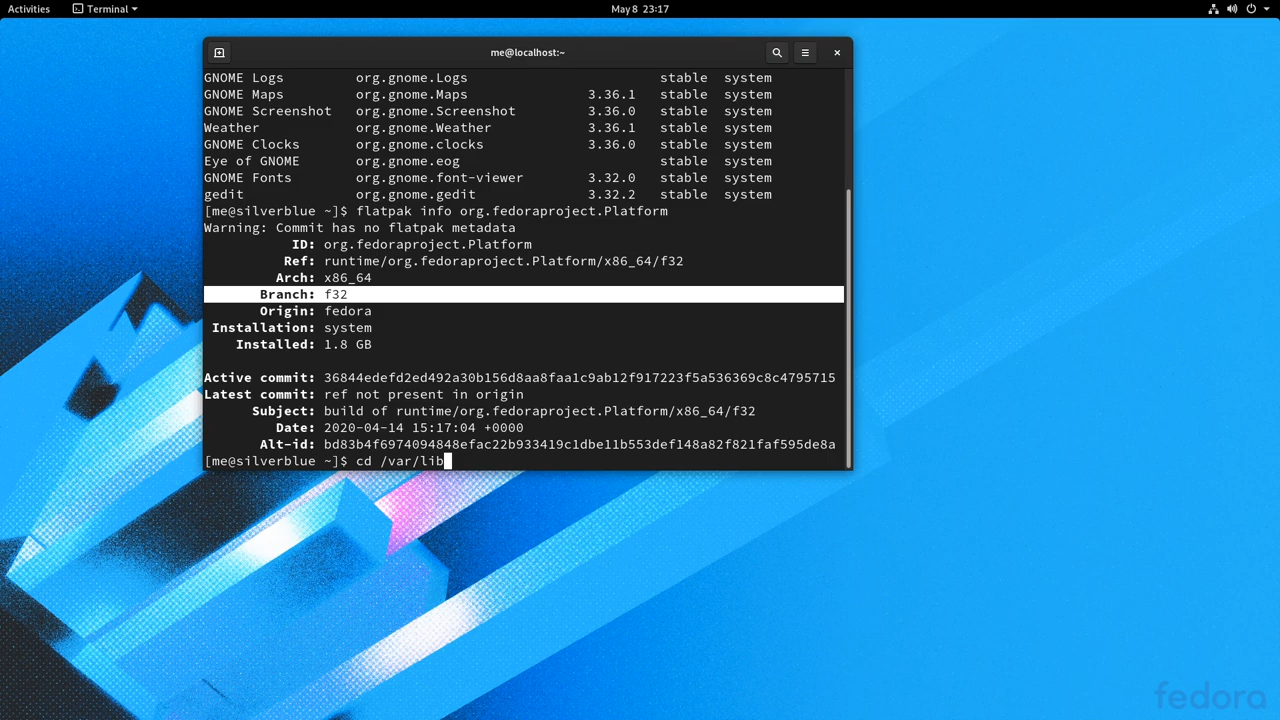 Activities Terminal May 8 23:17
me@localhost:~
GNOME Logs org.gnome.Logs stable system
GNOME Maps org.gnome.Maps 3.36.1 stable system
GNOME Screenshot org.gnome.Screenshot 3.36.0 stable system
Weather org.gnome.Weather 3.36.1 stable system
GNOME Clocks org.gnome.clocks 3.36.0 stable system
Eye of GNOME org.gnome.eog stable system
GNOME Fonts org.gnome.font-viewer 3.32.0 stable system
gedit org.gnome.gedit 3.32.2 stable system
[me@silverblue ~]$ flatpak info org.fedoraproject.Platform
Warning: Commit has no flatpak metadata
ID: org.fedoraproject.Platform
Ref: runtime/org.fedoraproject.Platform/x86_64/f32
Arch: x86_64
Branch: f32
Origin: fedora
Installation: system
Installed: 1.8 GB
Active commit: 36844edefd2ed492a30b156d8aa8faa1c9ab12f917223f5a536369c8c4795715
Latest commit: ref not present in origin
Subject: build of runtime/org.fedoraproject.Platform/x86_64/f32
Date: 2020-04-14 15:17:04 +0000
Alt-id: bd83b4f6974094848efac22b933419c1dbe11b553def148a82f821faf595de8a
[me@silverblue ~]$ cd /var/lib
fedora